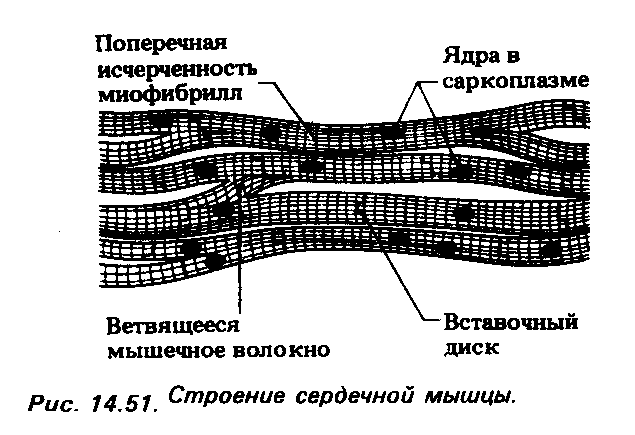 Поперечная
исчерченность
миофибрилл
Ядра в
саркоплазме
Ветвящееся
мышечное волокно
Вставочный
диск
Рис. 14.51. Строение сердечной мышцы.